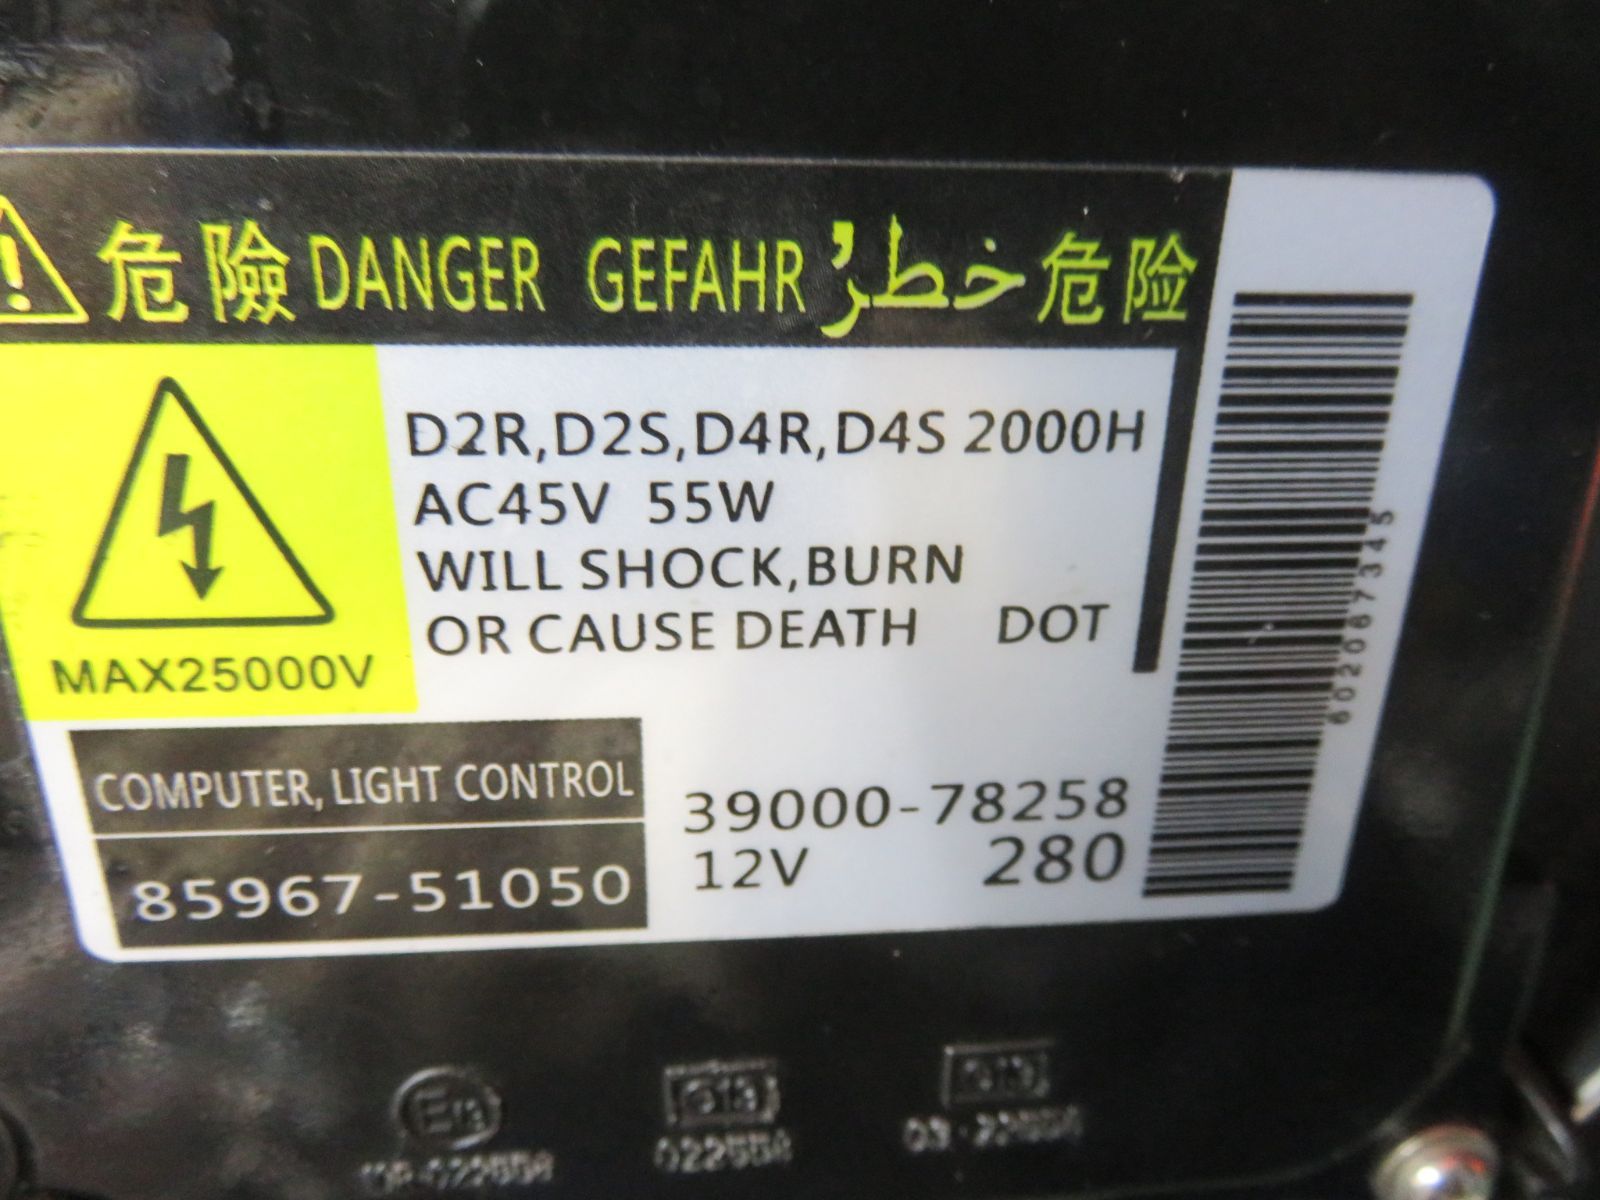 危險 DANGER GEFAHR خطر 危险
D2R,D2S,D4R,D4S 2000H
AC45V 55W
WILL SHOCK,BURN
OR CAUSE DEATH DOT
MAX25000V
COMPUTER, LIGHT CONTROL
85967-51050
39000-78258
12V 280
6020867345
022554